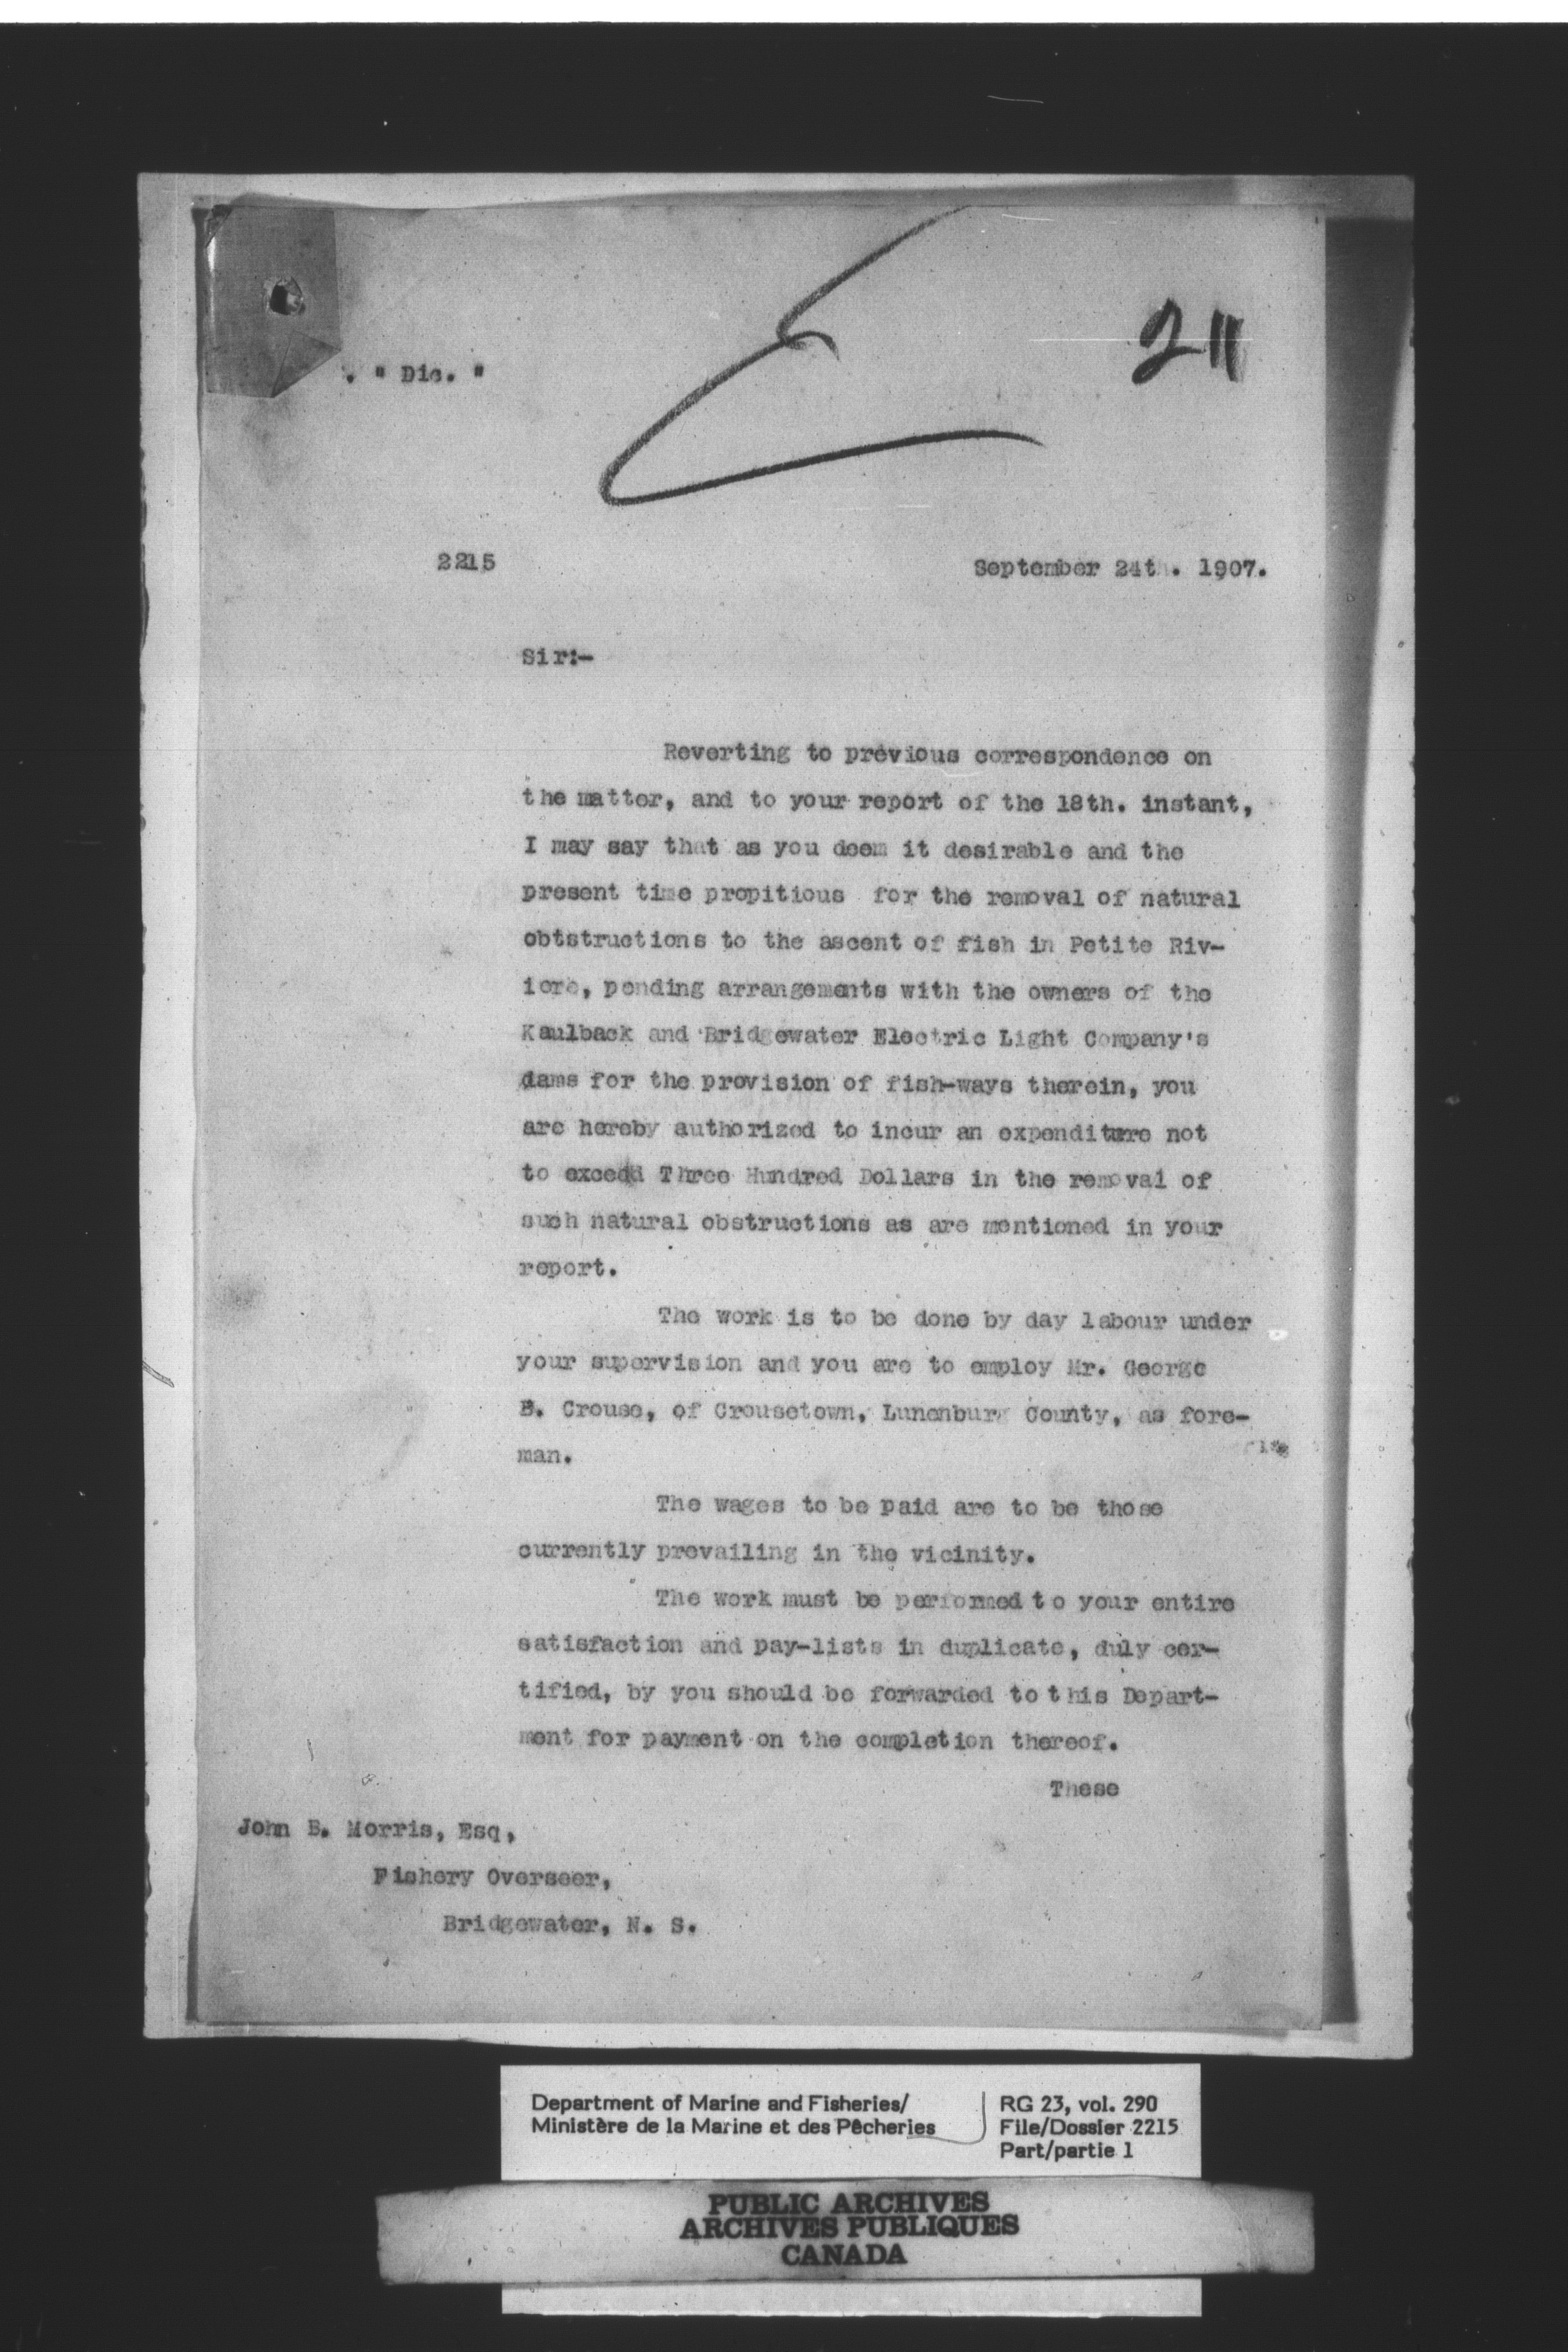 211
. " Dic. "
2215
September 24th. 1907.
Sir:-
Reverting to previous correspondence on
the matter, and to your report of the 18th. instant,
I may say that as you deem it desirable and the
present time propitious for the removal of natural
obtstructions to the ascent of fish in Petite Riv-
iere, pending arrangements with the owners of the
Kaulback and Bridgewater Electric Light Company's
dams for the provision of fish-ways therein, you
are hereby authorized to incur an expenditure not
to exceed Three Hundred Dollars in the removal of
such natural obstructions as are mentioned in your
report.
The work is to be done by day labour under
your supervision and you are to employ Mr. George
B. Crouse, of Crousetown, Lunenburg County, as fore-
man.
The wages to be paid are to be those
currently prevailing in the vicinity.
The work must be performed to your entire
satisfaction and pay-lists in duplicate, duly cer-
tified, by you should be forwarded to this Depart-
ment for payment on the completion thereof.
These
John B. Morris, Esq,
Fishery Overseer,
Bridgewater, N. S.
Department of Marine and Fisheries/
Ministère de la Marine et des Pêcheries
RG 23, vol. 290
File/Dossier 2215
Part/partie 1
PUBLIC ARCHIVES
ARCHIVES PUBLIQUES
CANADA